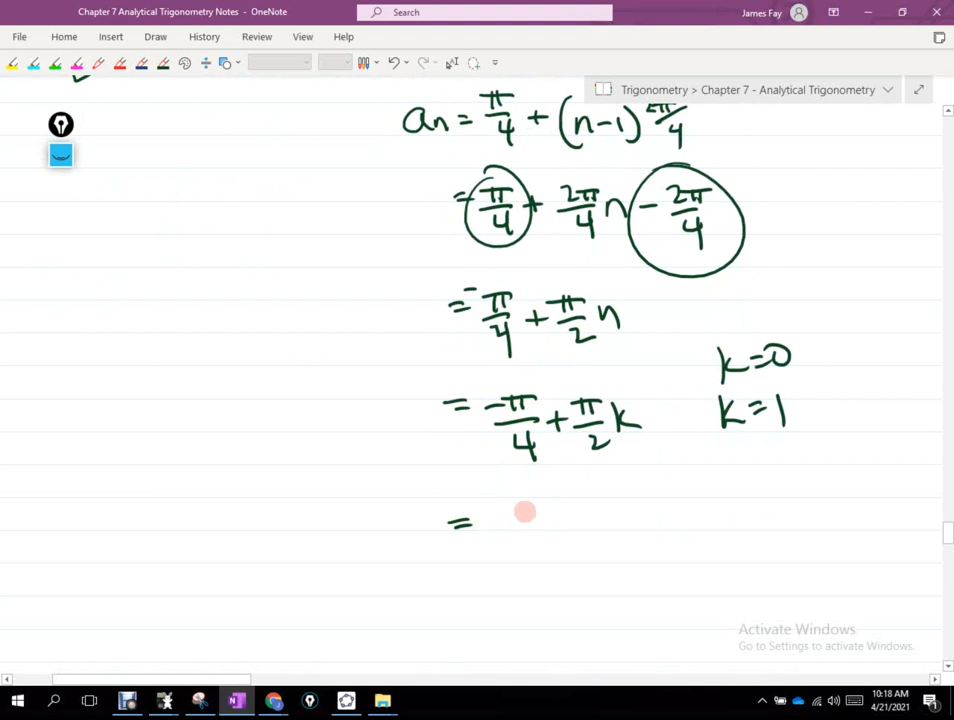 Chapter 7 Analytical Trigonometry Notes - OneNote
Search
James Fay
File Home Insert Draw History Review View Help
Trigonometry > Chapter 7 - Analytical Trigonometry
an = π/4 + (n-1) 2π/4
= π/4 + 2π/4 n - 2π/4
= -π/4 + π/2 n
k=0
= -π/4 + π/2 k
k=1
=
Activate Windows
Go to Settings to activate Windows.
10:18 AM
4/21/2021